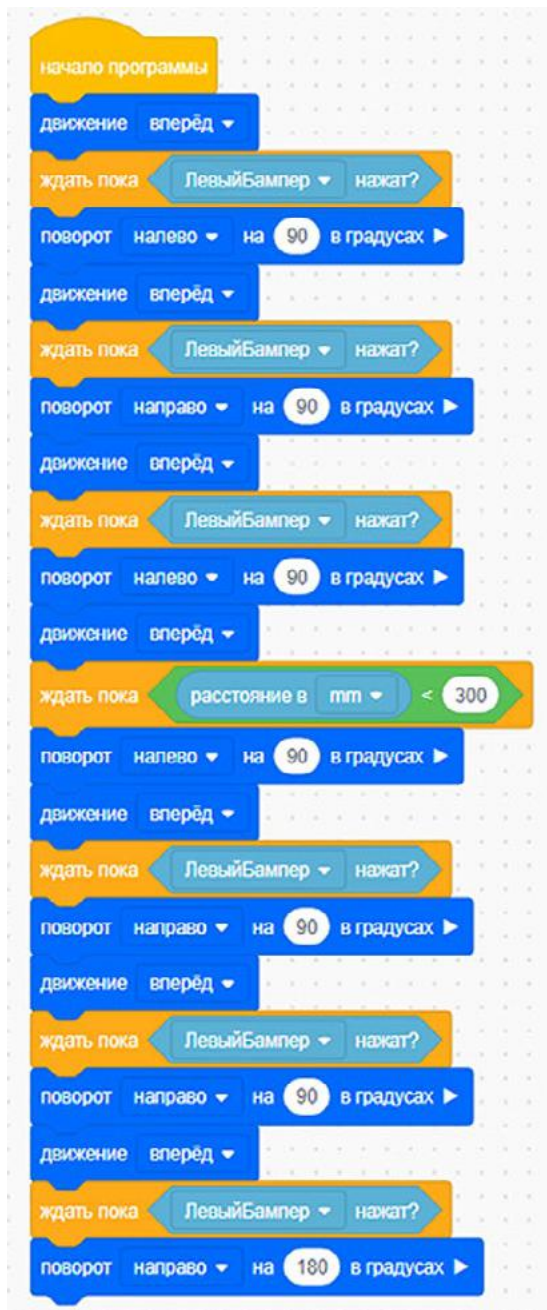 начало программы
движение вперёд
ждать пока ЛевыйБампер нажат?
поворот налево на 90 в градусах
движение вперёд
ждать пока ЛевыйБампер нажат?
поворот направо на 90 в градусах
движение вперёд
ждать пока ЛевыйБампер нажат?
поворот налево на 90 в градусах
движение вперёд
ждать пока расстояние в mm < 300
поворот налево на 90 в градусах
движение вперёд
ждать пока ЛевыйБампер нажат?
поворот направо на 90 в градусах
движение вперёд
ждать пока ЛевыйБампер нажат?
поворот направо на 90 в градусах
движение вперёд
ждать пока ЛевыйБампер нажат?
поворот направо на 180 в градусах